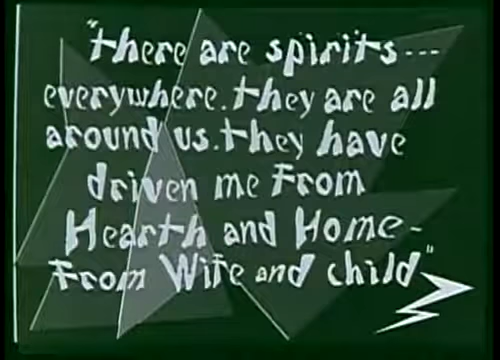 "there are spirits---
everywhere. they are all
around us. they have
driven me from
Hearth and Home-
from Wife and child"